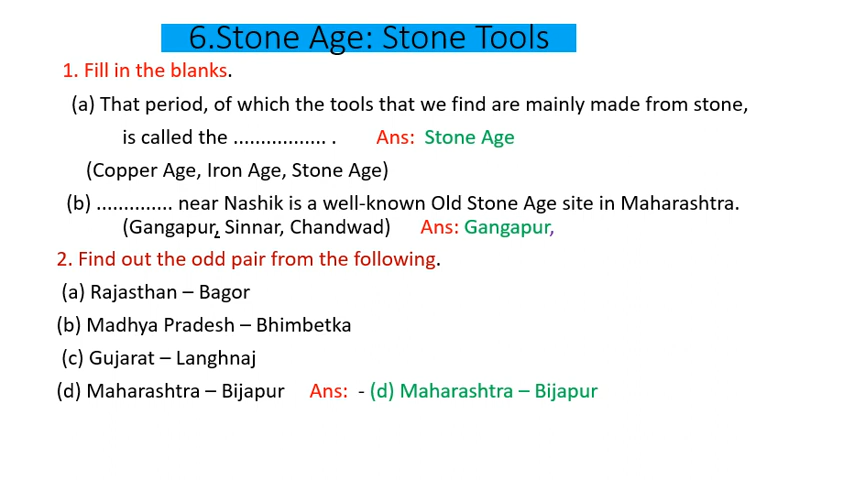 6.Stone Age: Stone Tools
1. Fill in the blanks.
(a) That period, of which the tools that we find are mainly made from stone,
is called the ................. . Ans: Stone Age
(Copper Age, Iron Age, Stone Age)
(b) .............. near Nashik is a well-known Old Stone Age site in Maharashtra.
(Gangapur, Sinnar, Chandwad) Ans: Gangapur,
2. Find out the odd pair from the following.
(a) Rajasthan – Bagor
(b) Madhya Pradesh – Bhimbetka
(c) Gujarat – Langhnaj
(d) Maharashtra – Bijapur Ans: - (d) Maharashtra – Bijapur